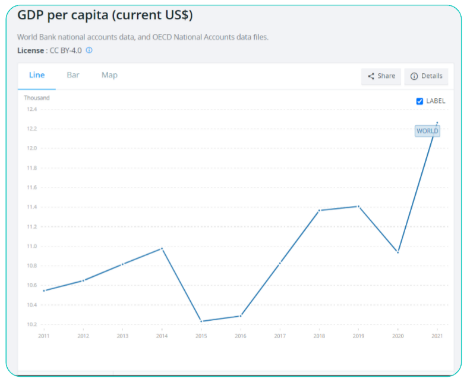 GDP per capita (current US$)
World Bank national accounts data, and OECD National Accounts data files.
License : CC BY-4.0
Line Bar Map
Share Details
Thousand
LABEL
12.4
12.2
WORLD
12.0
11.8
11.6
11.4
11.2
11.0
10.8
10.6
10.4
10.2
2011 2012 2013 2014 2015 2016 2017 2018 2019 2020 2021